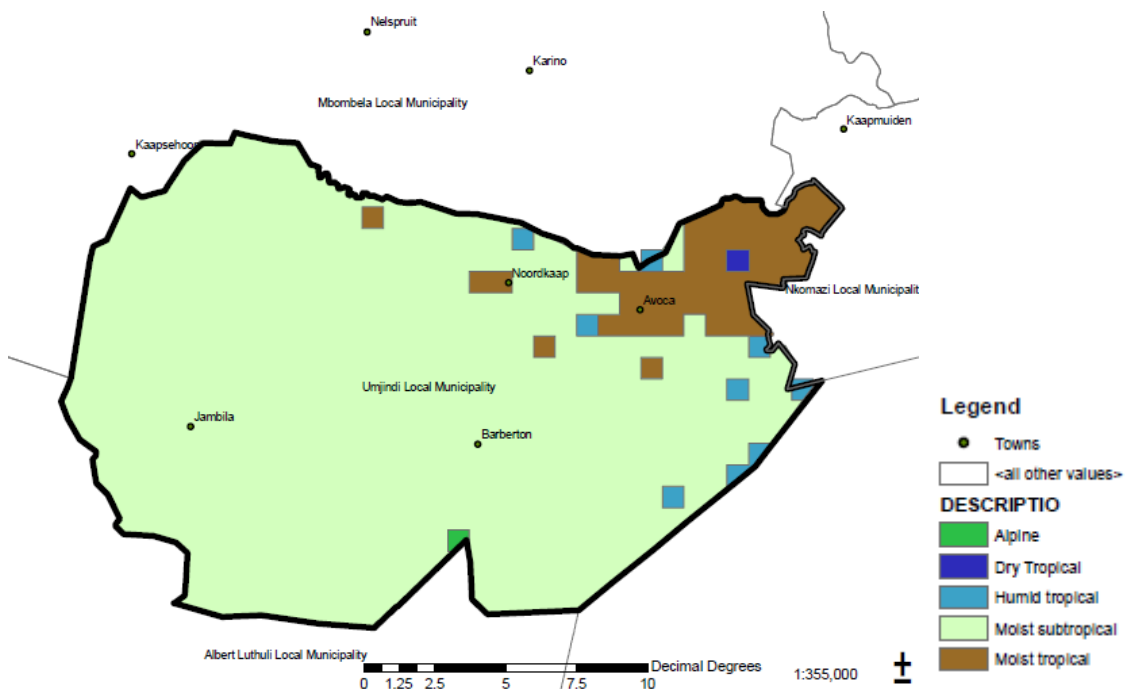 Nelspruit
Karino
Mbombela Local Municipality
Kaapmuiden
Kaapsehoop
Noordkaap
Nkomazi Local Municipalit
Avoca
Umjindi Local Municipality
Jambila
Barberton
Legend
Towns
<all other values>
DESCRIPTIO
Alpine
Dry Tropical
Humid tropical
Moist subtropical
Moist tropical
Albert Luthuli Local Municipality
Decimal Degrees
0 1.25 2.5 5 7.5 10
1:355,000